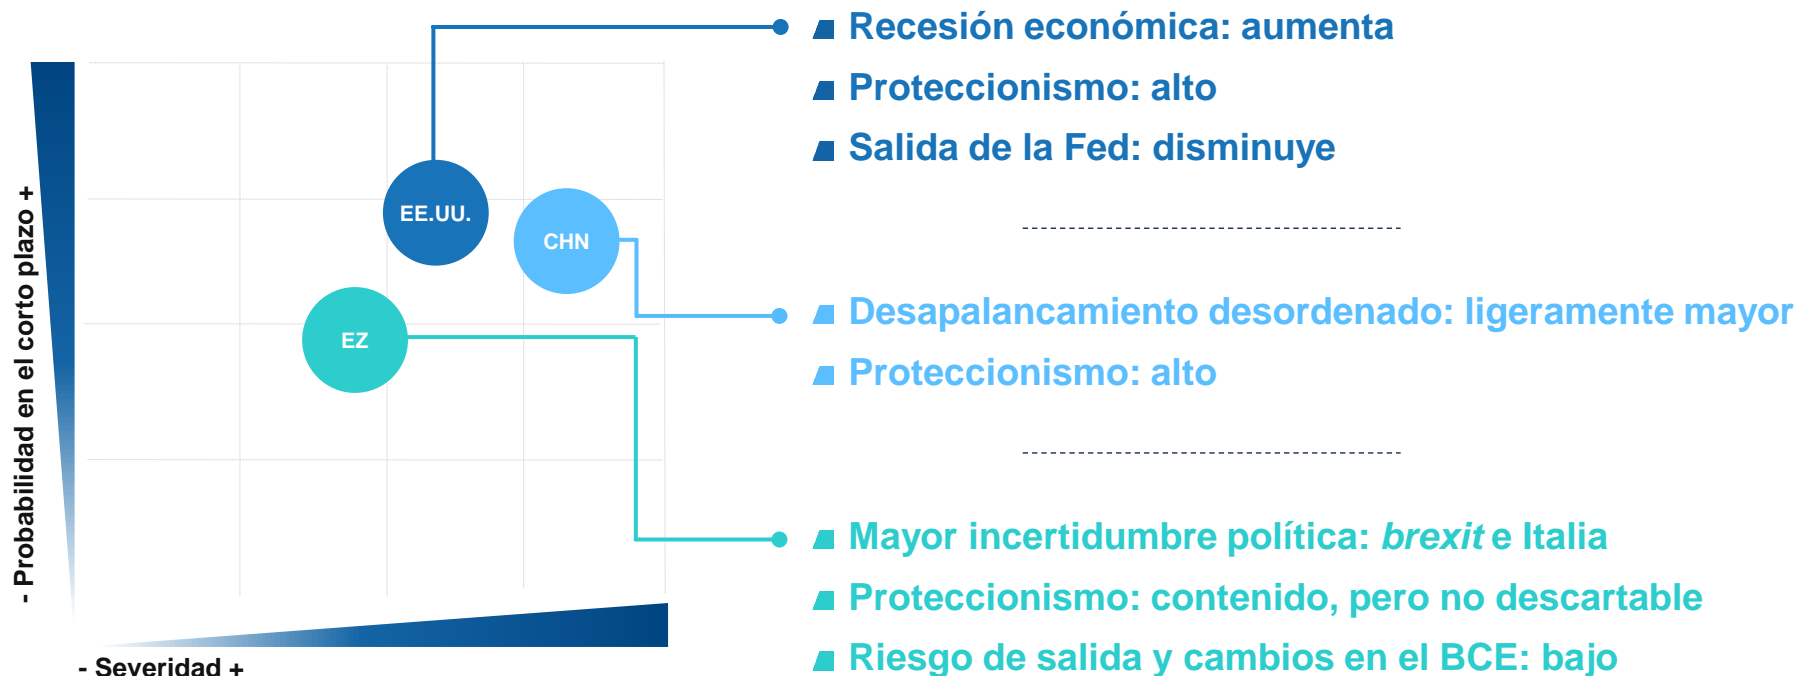 Recesión económica: aumenta
Proteccionismo: alto
Salida de la Fed: disminuye
- Probabilidad en el corto plazo +
EE.UU.
CHN
EZ
Desapalancamiento desordenado: ligeramente mayor
Proteccionismo: alto
Mayor incertidumbre política: brexit e Italia
Proteccionismo: contenido, pero no descartable
Riesgo de salida y cambios en el BCE: bajo
- Severidad +